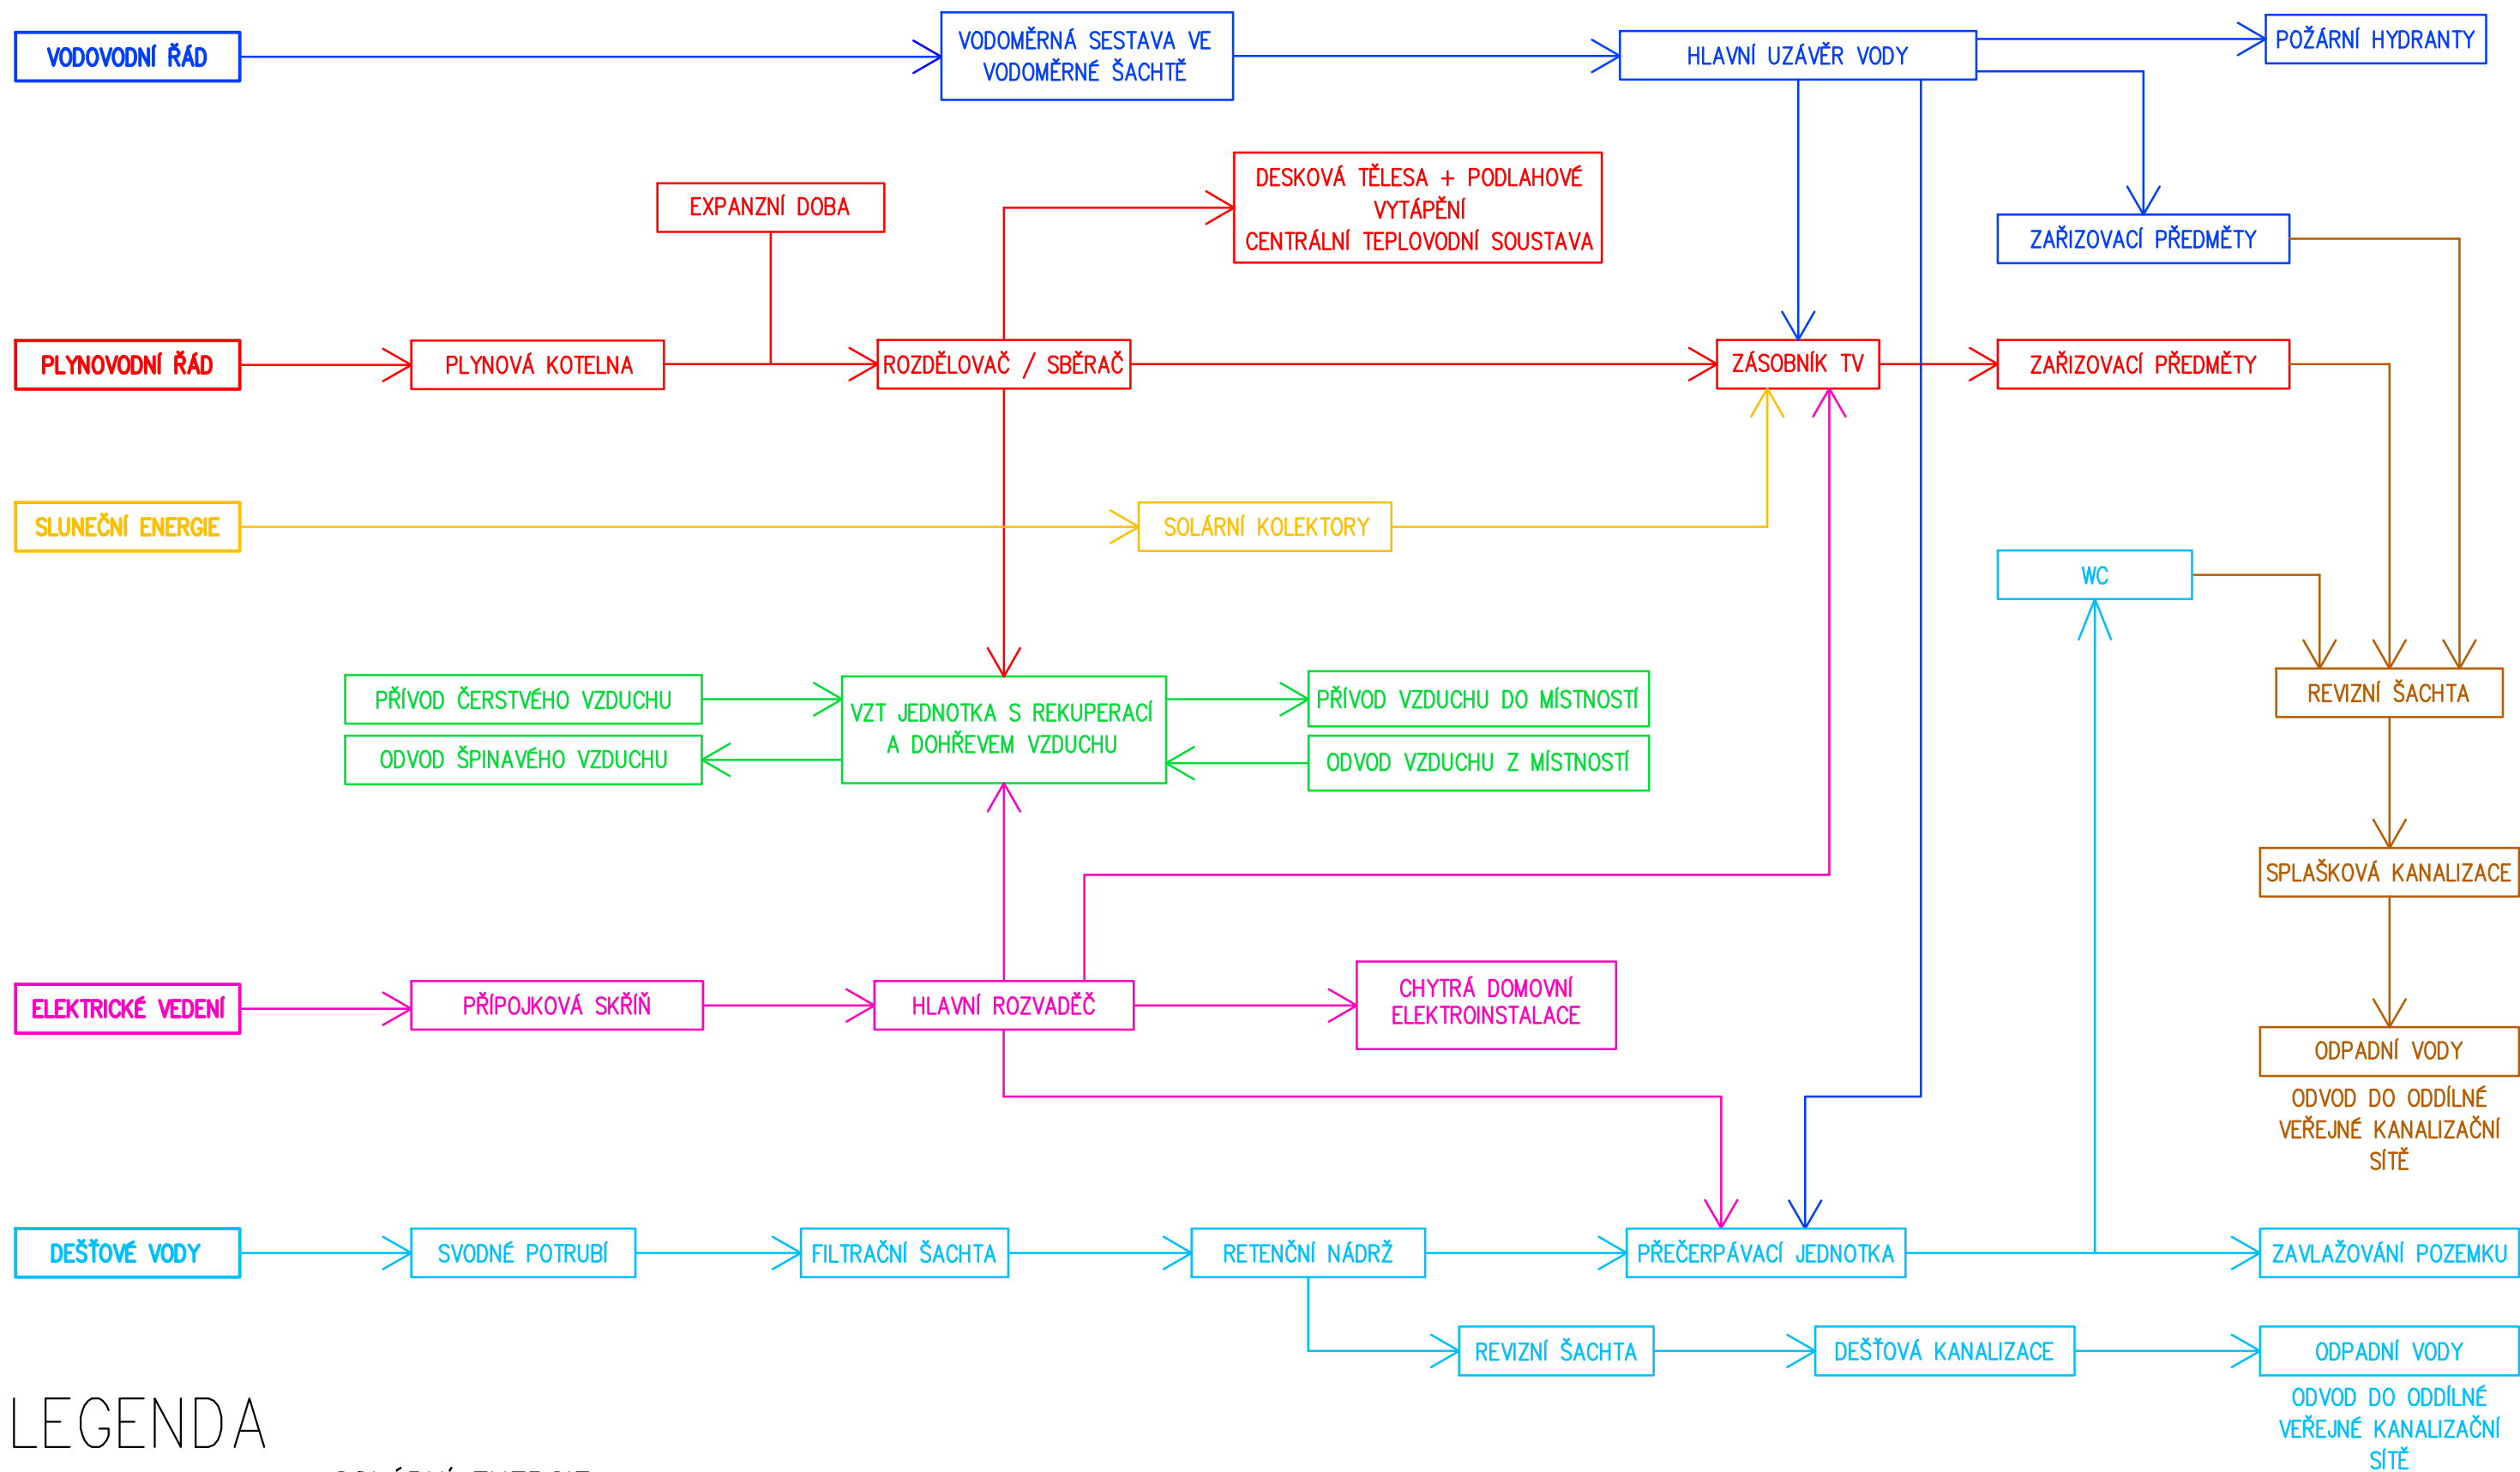 VODOVODNÍ ŘÁD
VODOMĚRNÁ SESTAVA VE
VODOMĚRNÉ ŠACHTĚ
HLAVNÍ UZÁVĚR VODY
POŽÁRNÍ HYDRANTY
EXPANZNÍ DOBA
DESKOVÁ TĚLESA + PODLAHOVÉ
VYTÁPĚNÍ
CENTRÁLNÍ TEPLOVODNÍ SOUSTAVA
ZAŘIZOVACÍ PŘEDMĚTY
PLYNOVODNÍ ŘÁD
PLYNOVÁ KOTELNA
ROZDĚLOVAČ / SBĚRAČ
ZÁSOBNÍK TV
ZAŘIZOVACÍ PŘEDMĚTY
SLUNEČNÍ ENERGIE
SOLÁRNÍ KOLEKTORY
WC
PŘÍVOD ČERSTVÉHO VZDUCHU
ODVOD ŠPINAVÉHO VZDUCHU
VZT JEDNOTKA S REKUPERACÍ
A DOHŘEVEM VZDUCHU
PŘÍVOD VZDUCHU DO MÍSTNOSTÍ
ODVOD VZDUCHU Z MÍSTNOSTÍ
REVIZNÍ ŠACHTA
SPLAŠKOVÁ KANALIZACE
ELEKTRICKÉ VEDENÍ
PŘÍPOJKOVÁ SKŘÍŇ
HLAVNÍ ROZVADĚČ
CHYTRÁ DOMOVNÍ
ELEKTROINSTALACE
ODPADNÍ VODY
ODVOD DO ODDÍLNÉ
VEŘEJNÉ KANALIZAČNÍ
SÍTĚ
DEŠŤOVÉ VODY
SVODNÉ POTRUBÍ
FILTRAČNÍ ŠACHTA
RETENČNÍ NÁDRŽ
PŘEČERPÁVACÍ JEDNOTKA
ZAVLAŽOVÁNÍ POZEMKU
REVIZNÍ ŠACHTA
DEŠŤOVÁ KANALIZACE
ODPADNÍ VODY
ODVOD DO ODDÍLNÉ
VEŘEJNÉ KANALIZAČNÍ
SÍTĚ
LEGENDA